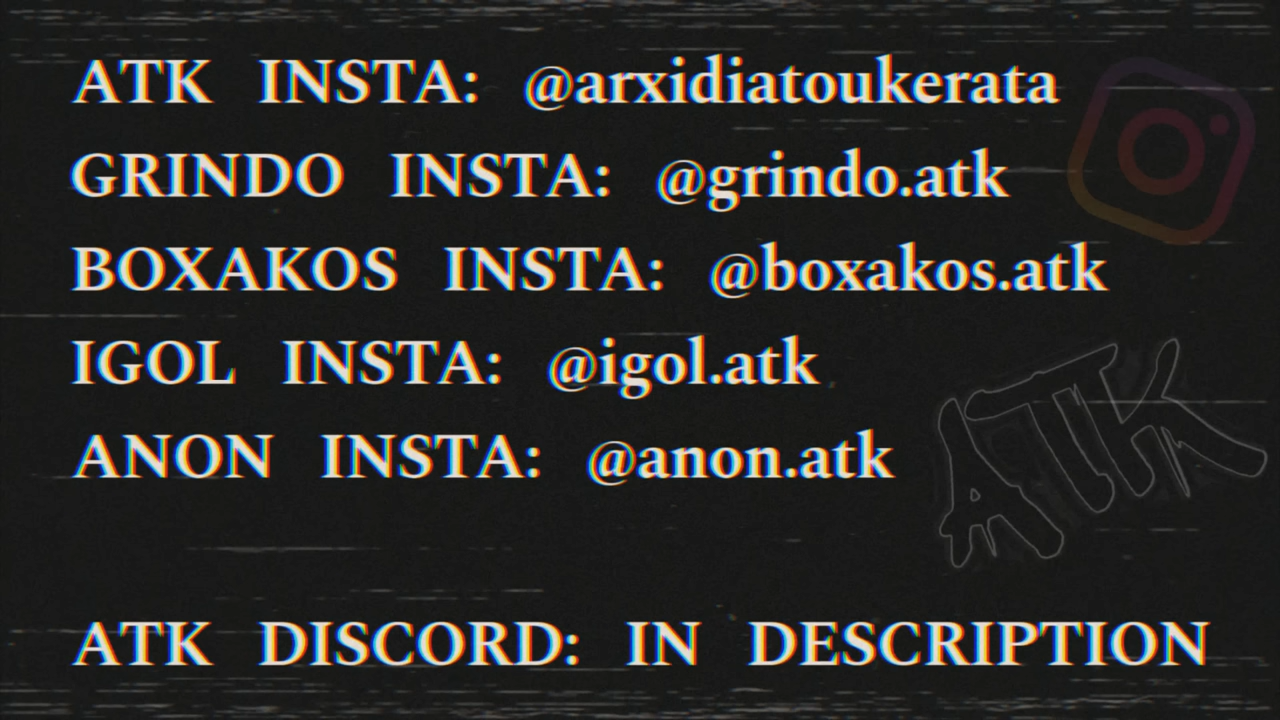 ATK INSTA: @arxidiatoukerata
GRINDO INSTA: @grindo.atk
BOXAKOS INSTA: @boxakos.atk
IGOL INSTA: @igol.atk
ANON INSTA: @anon.atk
ATK
ATK DISCORD: IN DESCRIPTION